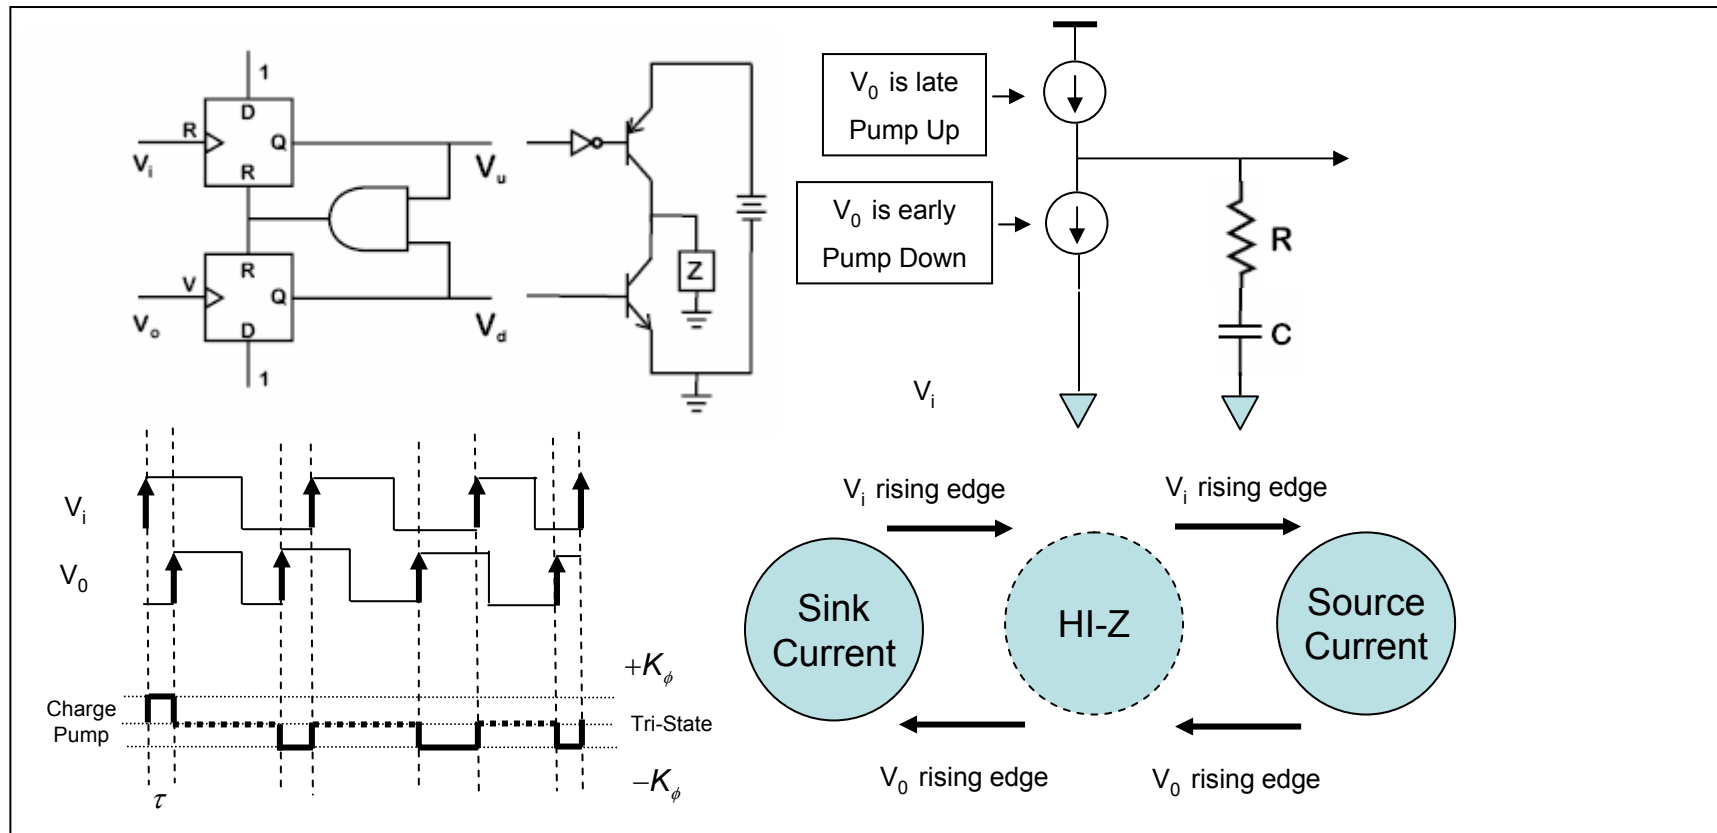 1
D
R
Q
V_i
R
V_u
R
V
Q
V_o
D
V_d
1
Z
V_0 is late
Pump Up
V_0 is early
Pump Down
R
C
V_i
V_i
V_0
+K_ϕ
Charge
Pump
Tri-State
−K_ϕ
τ
V_i rising edge
V_i rising edge
Sink
Current
HI-Z
Source
Current
V_0 rising edge
V_0 rising edge